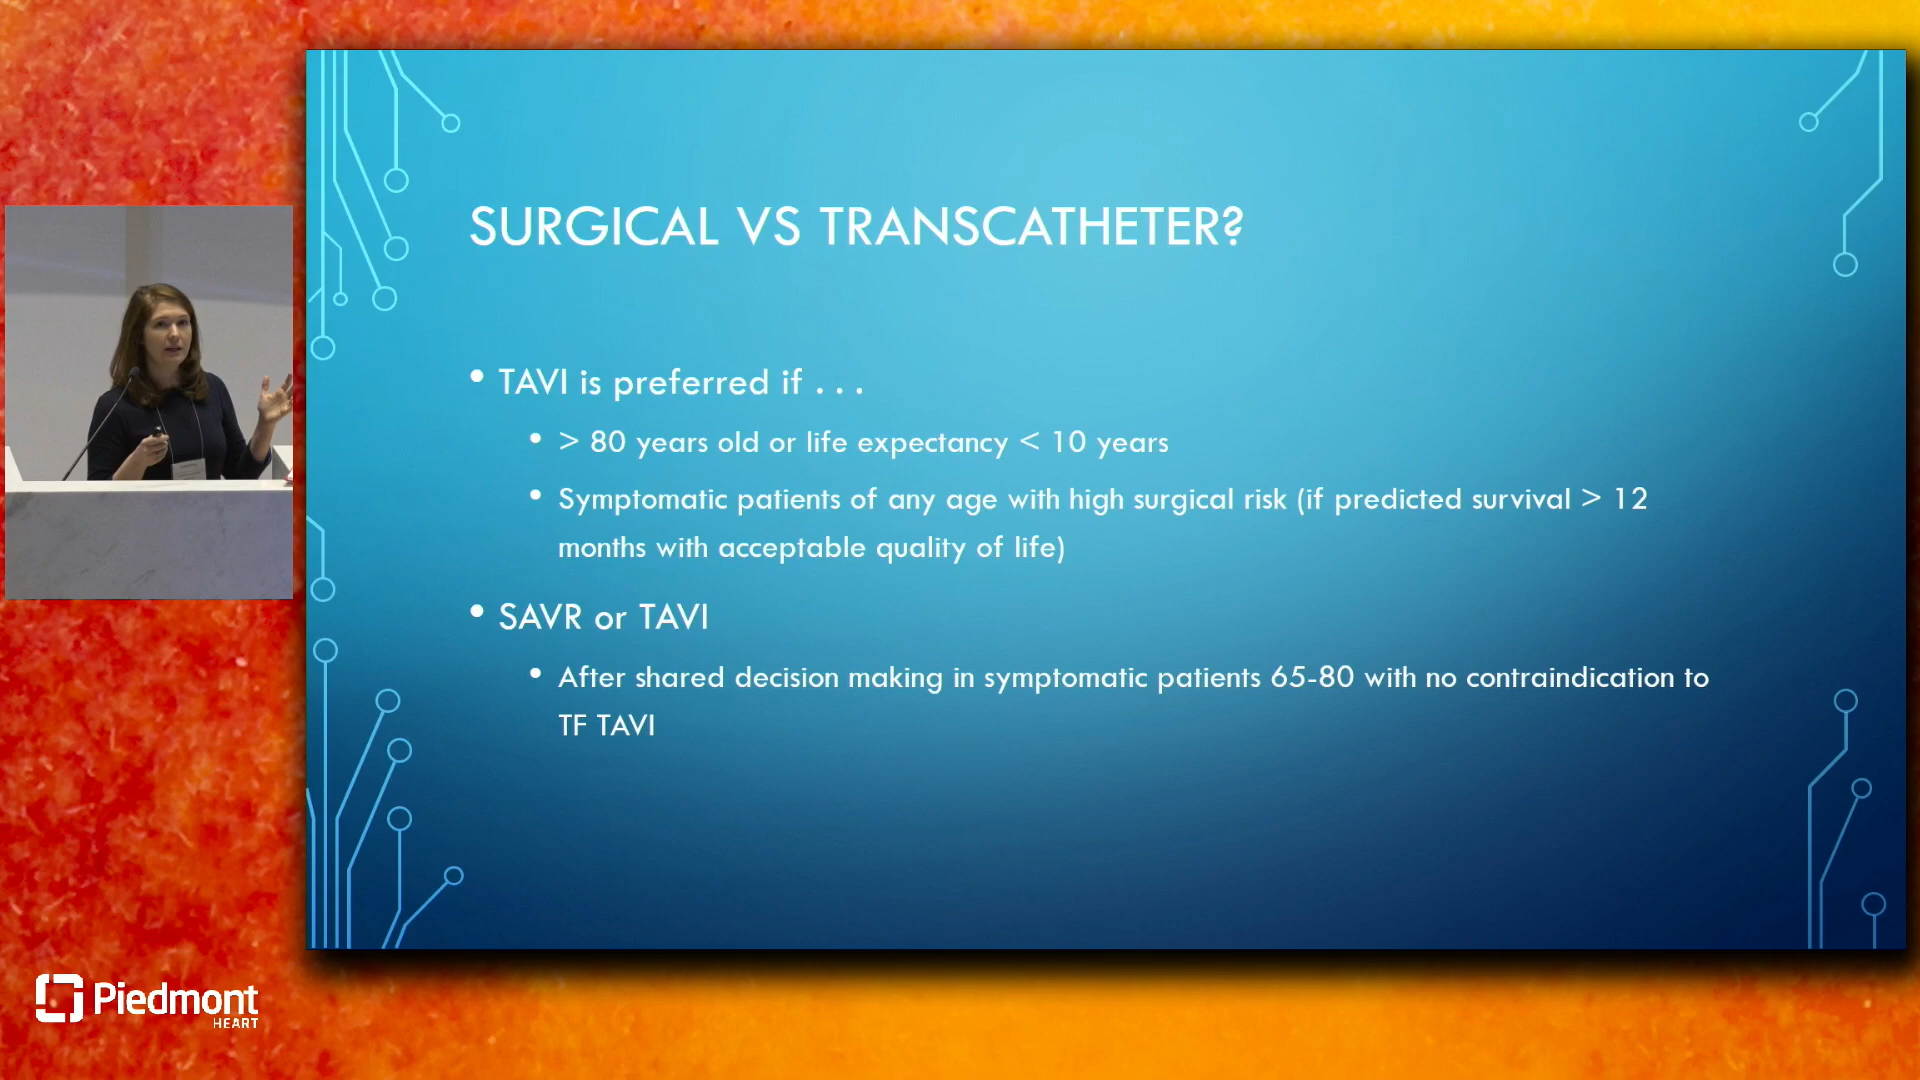 SURGICAL VS TRANSCATHETER?
• TAVI is preferred if . . .
• > 80 years old or life expectancy < 10 years
• Symptomatic patients of any age with high surgical risk (if predicted survival > 12
months with acceptable quality of life)
• SAVR or TAVI
• After shared decision making in symptomatic patients 65-80 with no contraindication to
TF TAVI
Piedmont
HEART